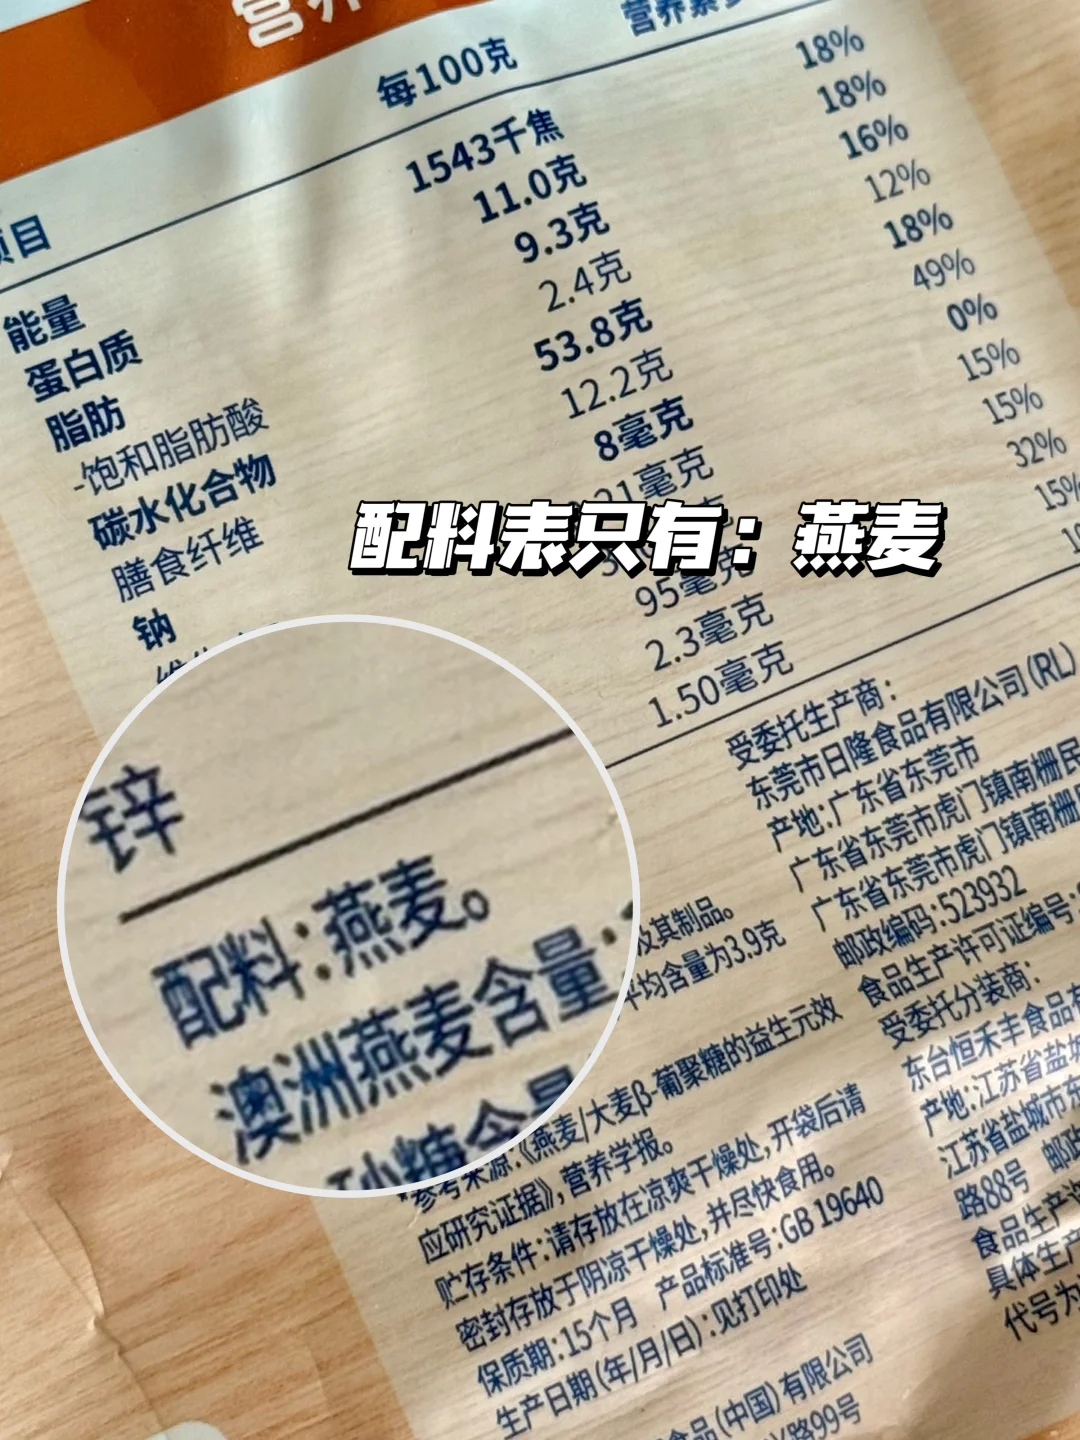 营养
每100克
营养素参
项目
能量 1543千焦 18%
蛋白质 11.0克 18%
脂肪 9.3克 16%
-饱和脂肪酸 2.4克 12%
碳水化合物 53.8克 18%
膳食纤维 12.2克 49%
钠 8毫克 0%
21毫克 15%
15%
95毫克 32%
2.3毫克 15%
1.50毫克
配料表只有：燕麦
锌
配料:燕麦。
澳洲燕麦含量:
砂糖含量
及其制品。
平均含量为3.9克
参考来源:《燕麦/大麦β-葡聚糖的益生元效
应研究证据》,营养学报。
贮存条件:请存放在凉爽干燥处,开袋后请
密封存放于阴凉干燥处,并尽快食用。
保质期:15个月 产品标准号:GB 19640
生产日期(年/月/日):见打印处
食品(中国)有限公司
路99号
受委托生产商:
东莞市日隆食品有限公司(RL)
产地:广东省东莞市
广东省东莞市虎门镇南栅民
广东省东莞市虎门镇南栅
邮政编码:523932
食品生产许可证编号:
受委托分装商:
东台恒禾丰食品有
产地:江苏省盐城
江苏省盐城市东
路88号 邮政
食品生产许
具体生产
代号为